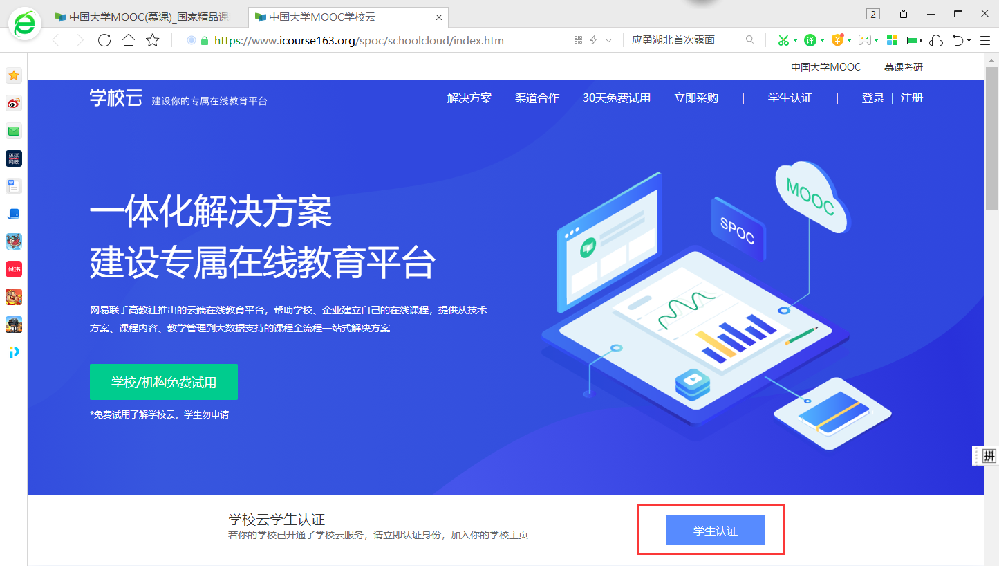 中国大学MOOC(慕课)_国家精品课
中国大学MOOC学校云
2
https://www.icourse163.org/spoc/schoolcloud/index.htm
应勇湖北首次露面
译
中国大学MOOC 慕课考研
学校云 | 建设你的专属在线教育平台
解决方案 渠道合作 30天免费试用 立即采购 | 学生认证 | 登录 | 注册
环球
网校
小红书
一体化解决方案
建设专属在线教育平台
网易联手高教社推出的云端在线教育平台，帮助学校、企业建立自己的在线课程，提供从技术
方案、课程内容、教学管理到大数据支持的课程全流程一站式解决方案
学校/机构免费试用
*免费试用了解学校云，学生勿申请
MOOC
SPOC
拼
学校云学生认证
若你的学校已开通了学校云服务，请立即认证身份，加入你的学校主页
学生认证